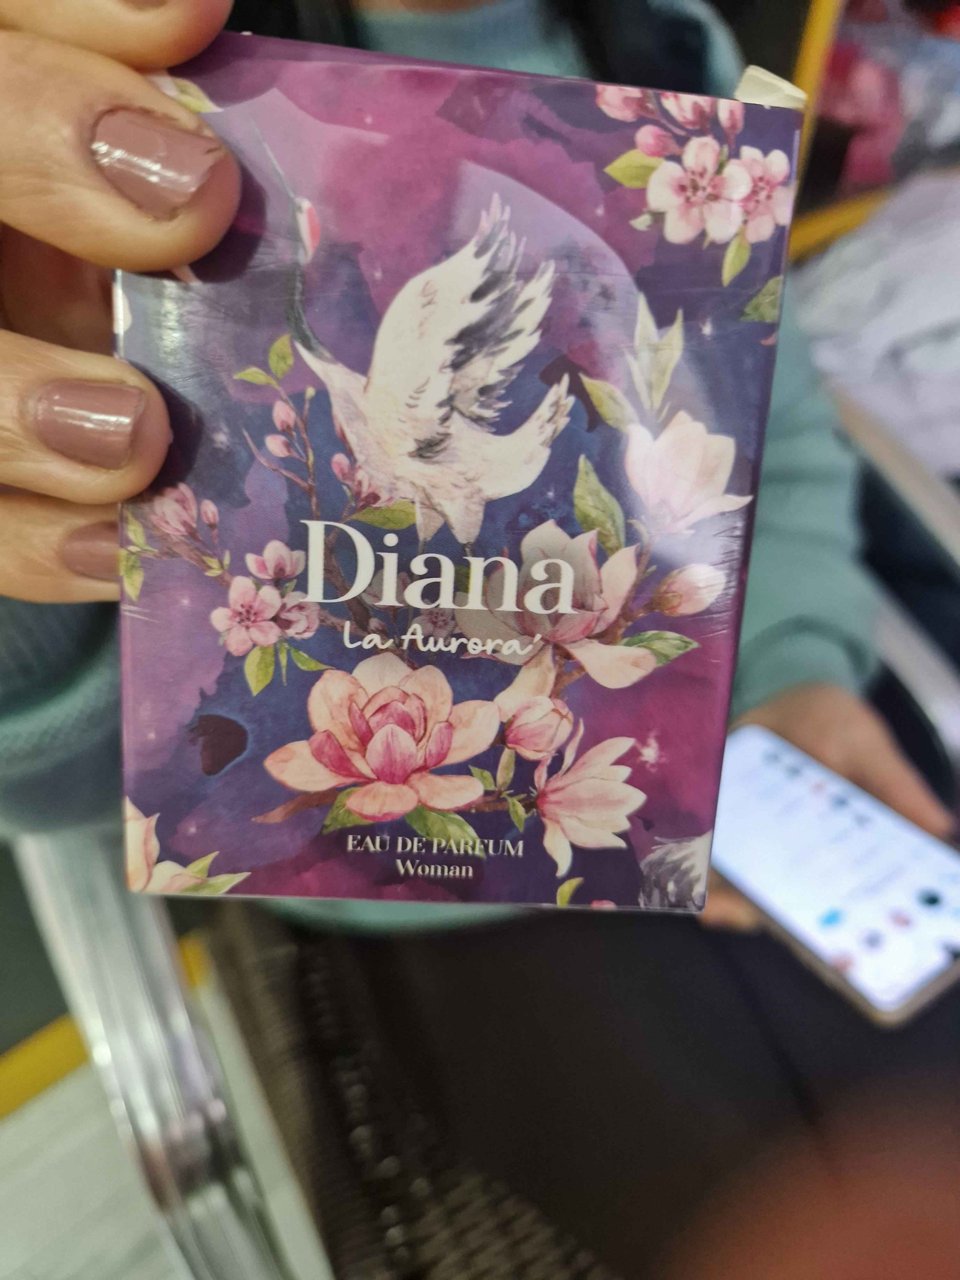 Diana
La Aurora'
EAU DE PARFUM
Woman